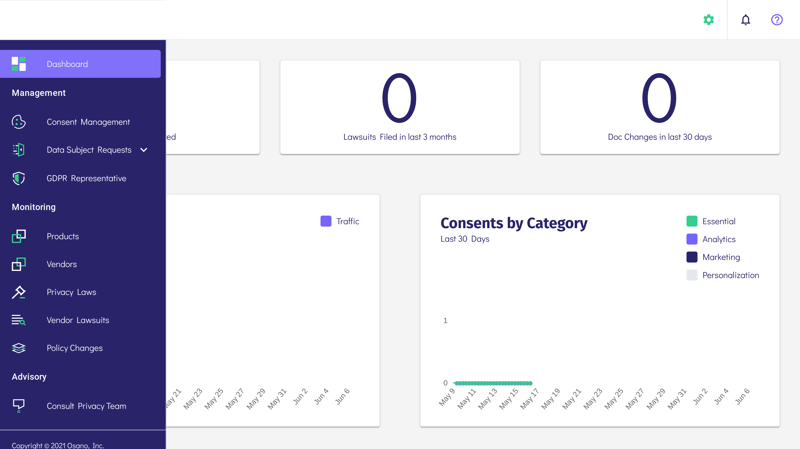 Dashboard
Management
Consent Management
Data Subject Requests
GDPR Representative
Monitoring
Products
Vendors
Privacy Laws
Vendor Lawsuits
Policy Changes
Advisory
Consult Privacy Team
Copyright © 2021 Osano, Inc.
ed
0
Lawsuits Filed in last 3 months
0
Doc Changes in last 30 days
Traffic
May 21
May 23
May 25
May 27
May 29
May 31
Jun 2
Jun 4
Jun 6
Consents by Category
Last 30 Days
Essential
Analytics
Marketing
Personalization
1
0
May 9
May 11
May 13
May 15
May 17
May 19
May 21
May 23
May 25
May 27
May 29
May 31
Jun 2
Jun 4
Jun 6